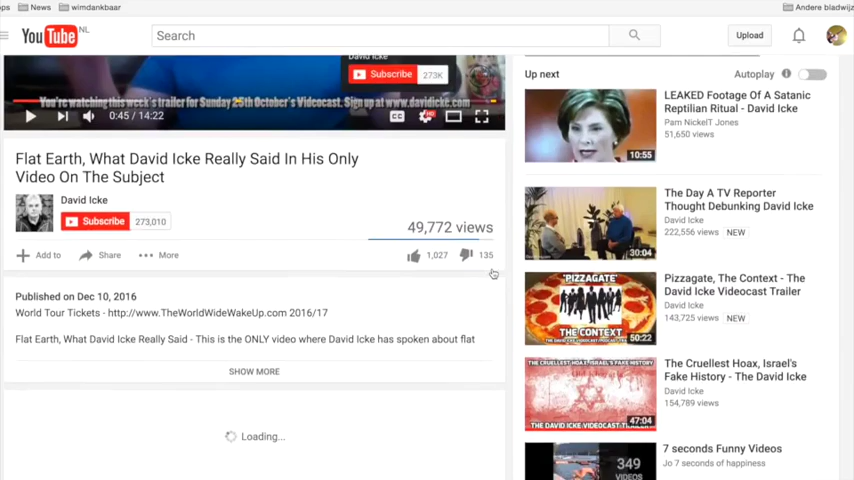 ps News wimdankbaar Andere bladwijz
YouTube NL Search Upload
David Icke
Subscribe 273K
You're watching this week's trailer for Sunday 25th October's Videocast. Sign up at www.davidicke.com
0:45 / 14:22 CC HD
Flat Earth, What David Icke Really Said In His Only
Video On The Subject
David Icke
Subscribe 273,010
49,772 views
Add to Share More 1,027 135
Published on Dec 10, 2016
World Tour Tickets - http://www.TheWorldWideWakeUp.com 2016/17
Flat Earth, What David Icke Really Said - This is the ONLY video where David Icke has spoken about flat
SHOW MORE
Loading...
Up next Autoplay
10:55
LEAKED Footage Of A Satanic
Reptilian Ritual - David Icke
Pam NickelT Jones
51,650 views
30:04
The Day A TV Reporter
Thought Debunking David Icke
David Icke
222,556 views NEW
'PIZZAGATE'
THE CONTEXT
50:22
Pizzagate, The Context - The
David Icke Videocast Trailer
David Icke
143,725 views NEW
THE CRUELLEST HOAX, ISRAEL'S FAKE HISTORY
47:04
THE DAVID ICKE VIDEOCAST TRAILER
The Cruellest Hoax, Israel's
Fake History - The David Icke
David Icke
154,789 views
349
VIDEOS
7 seconds Funny Videos
Jo 7 seconds of happiness